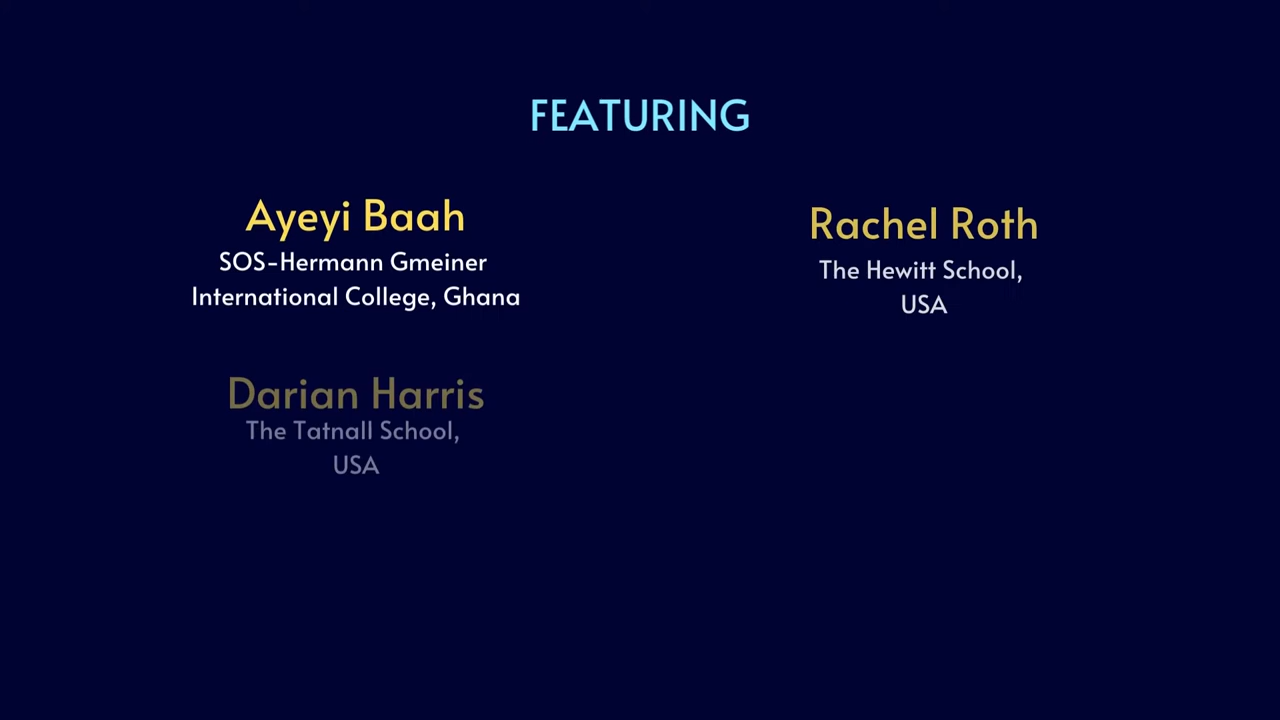 FEATURING
Ayeyi Baah
SOS-Hermann Gmeiner
International College, Ghana
Rachel Roth
The Hewitt School,
USA
Darian Harris
The Tatnall School,
USA